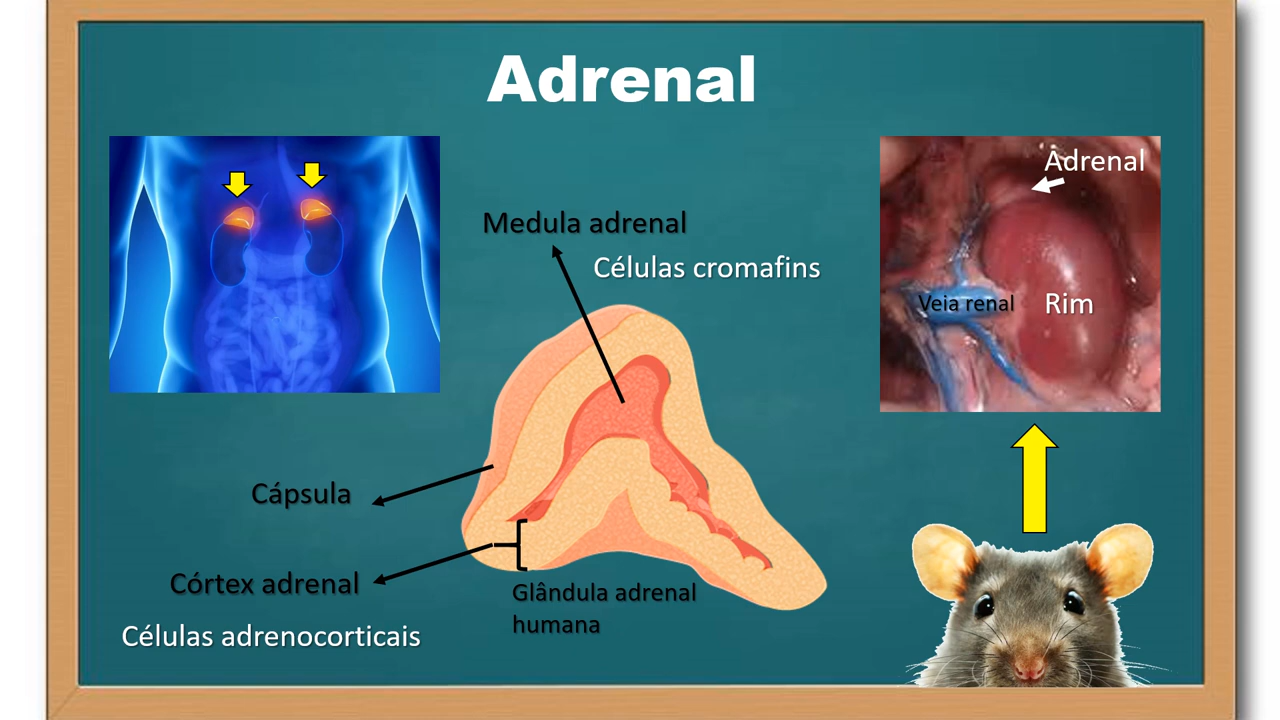 Adrenal
Medula adrenal
Células cromafins
Cápsula
Córtex adrenal
Células adrenocorticais
Glândula adrenal
humana
Adrenal
Veia renal
Rim